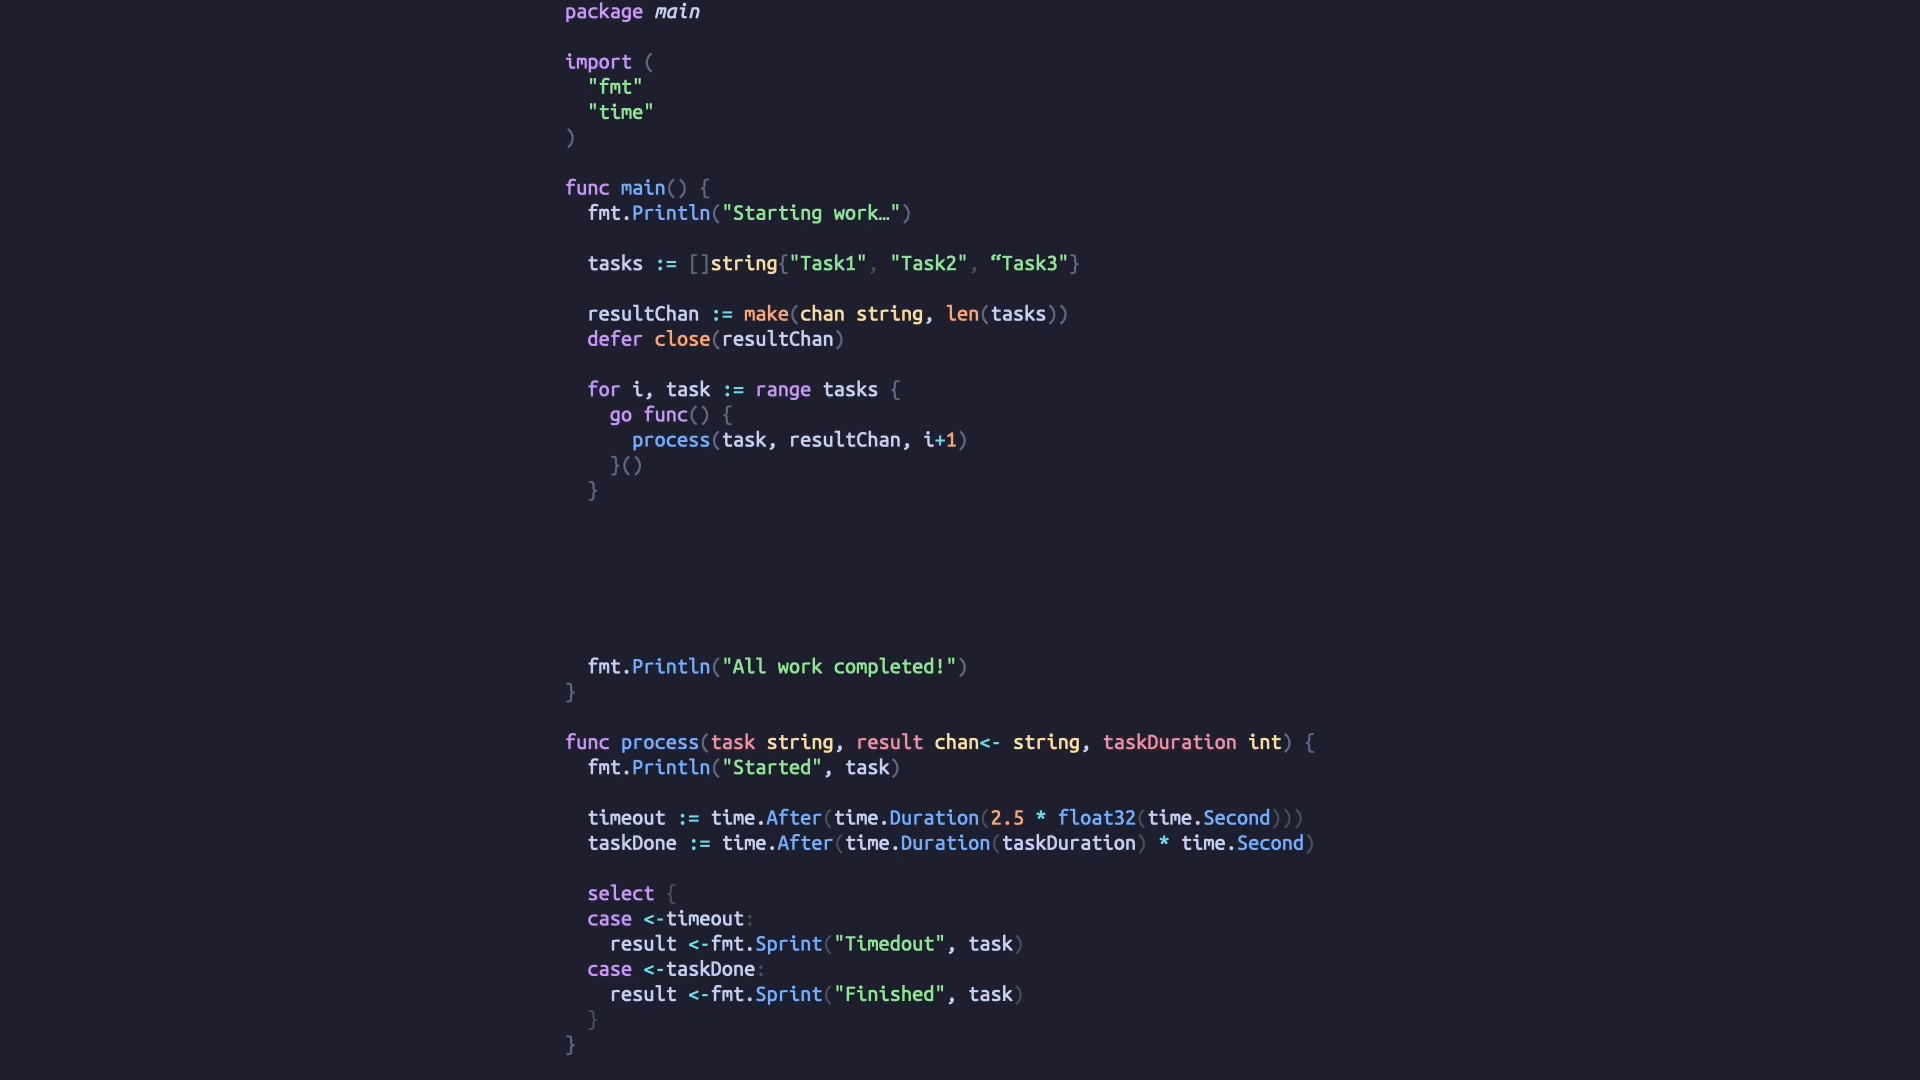 package main
import (
"fmt"
"time"
)
func main() {
fmt.Println("Starting work…")
tasks := []string{"Task1", "Task2", “Task3"}
resultChan := make(chan string, len(tasks))
defer close(resultChan)
for i, task := range tasks {
go func() {
process(task, resultChan, i+1)
}()
}
fmt.Println("All work completed!")
}
func process(task string, result chan<- string, taskDuration int) {
fmt.Println("Started", task)
timeout := time.After(time.Duration(2.5 * float32(time.Second)))
taskDone := time.After(time.Duration(taskDuration) * time.Second)
select {
case <-timeout:
result <-fmt.Sprint("Timedout", task)
case <-taskDone:
result <-fmt.Sprint("Finished", task)
}
}